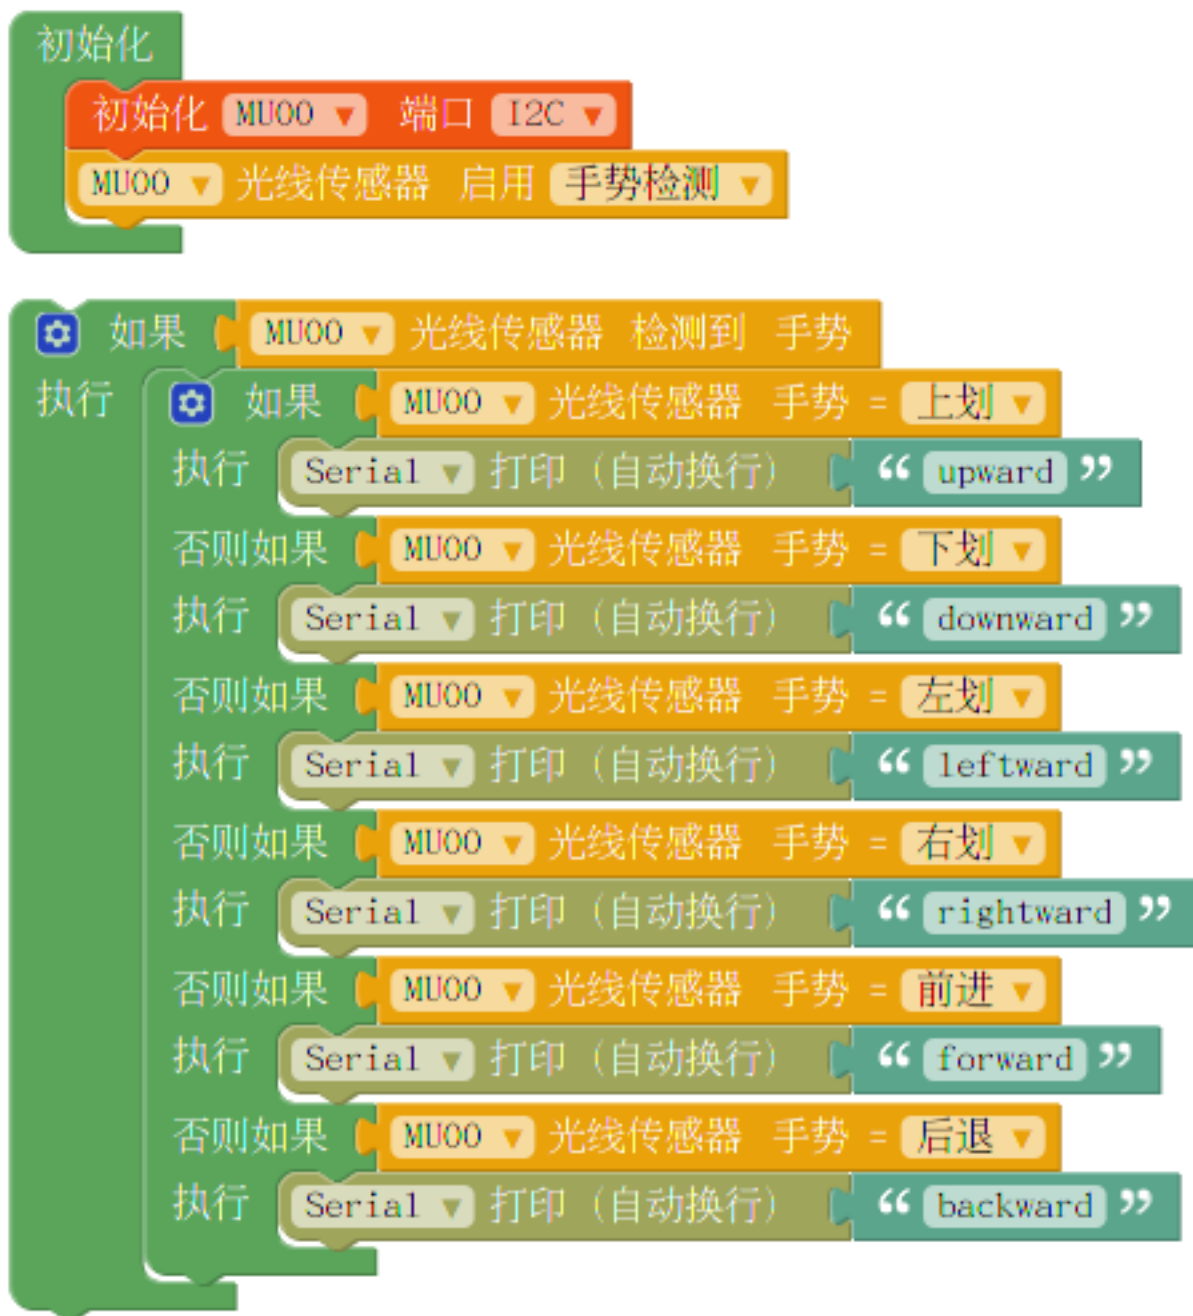 初始化
初始化 MU00 端口 I2C
MU00 光线传感器 启用 手势检测
如果 MU00 光线传感器 检测到 手势
执行 如果 MU00 光线传感器 手势 = 上划
执行 Serial 打印（自动换行） “ upward ”
否则如果 MU00 光线传感器 手势 = 下划
执行 Serial 打印（自动换行） “ downward ”
否则如果 MU00 光线传感器 手势 = 左划
执行 Serial 打印（自动换行） “ leftward ”
否则如果 MU00 光线传感器 手势 = 右划
执行 Serial 打印（自动换行） “ rightward ”
否则如果 MU00 光线传感器 手势 = 前进
执行 Serial 打印（自动换行） “ forward ”
否则如果 MU00 光线传感器 手势 = 后退
执行 Serial 打印（自动换行） “ backward ”